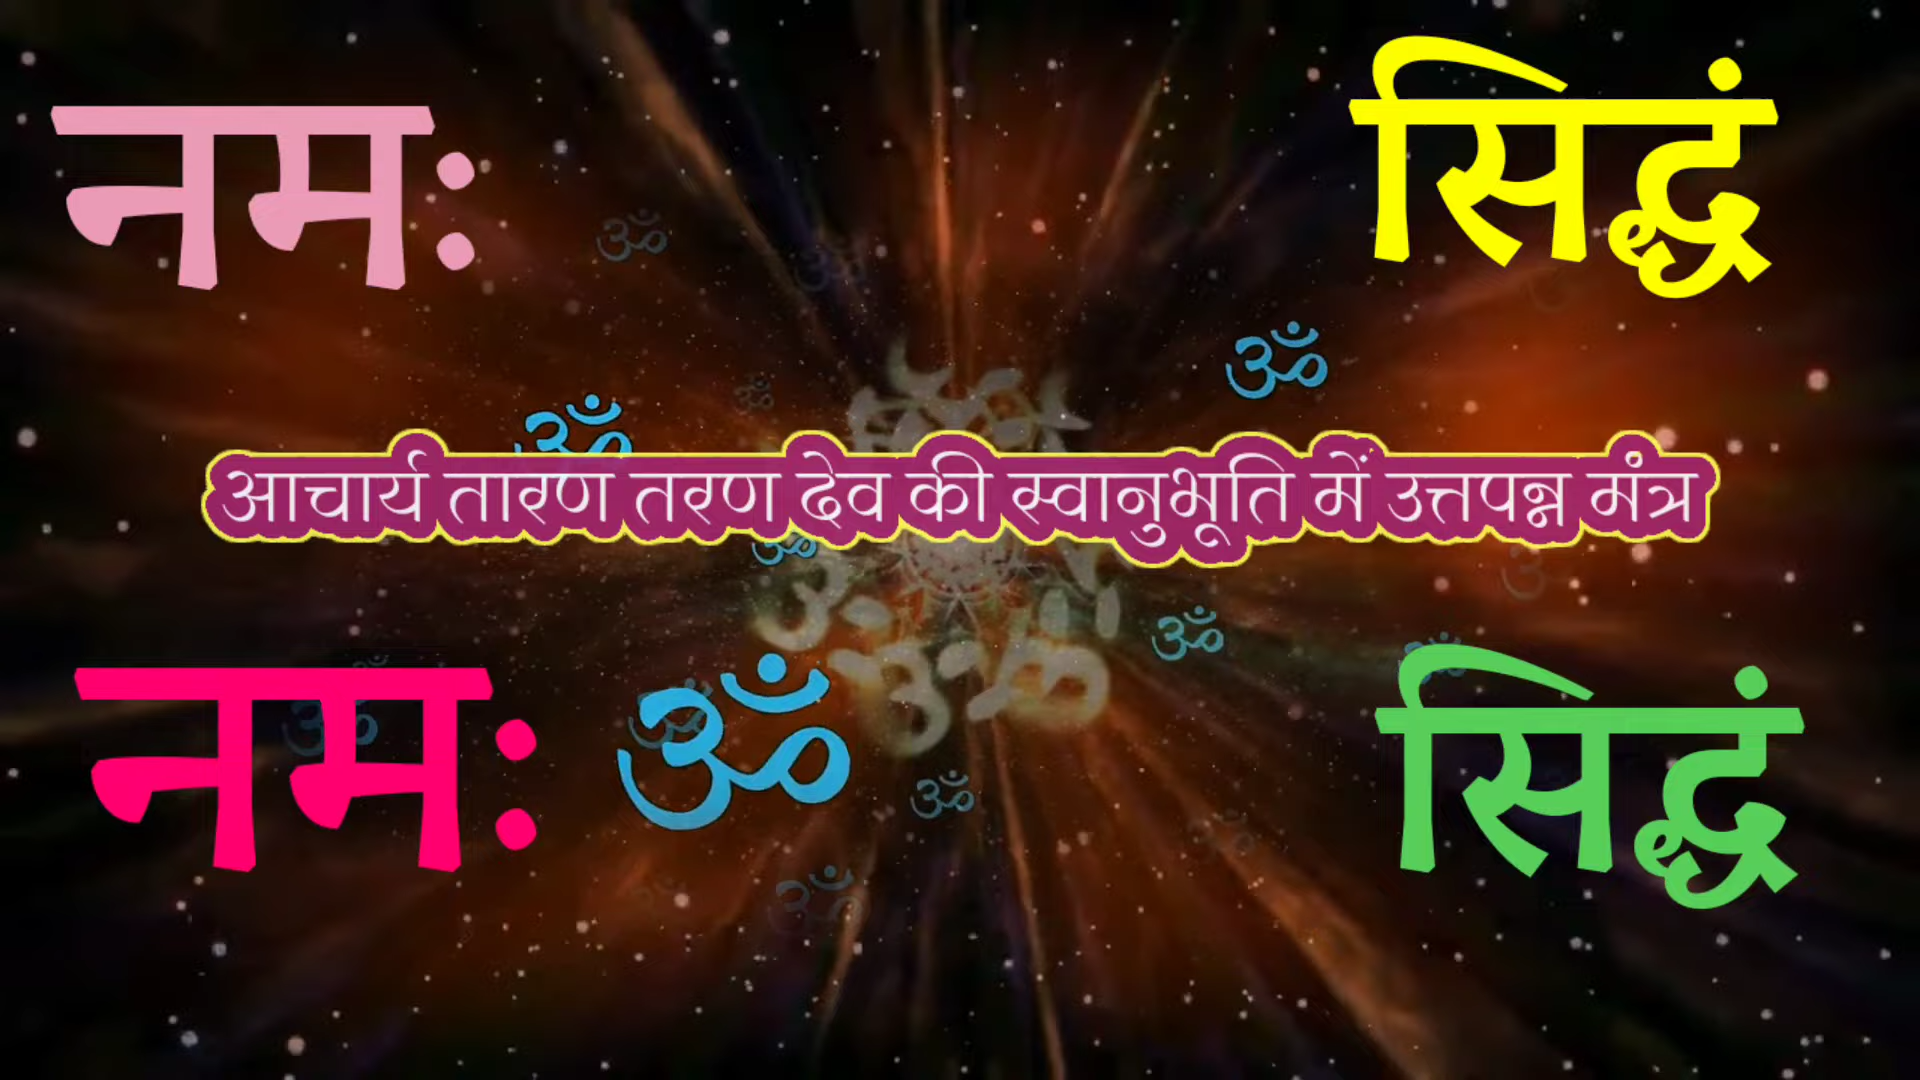 नमः सिद्धं
आचार्य तारण तरण देव की स्वानुभूति में उत्तपन्न मंत्र
नमः ॐ सिद्धं